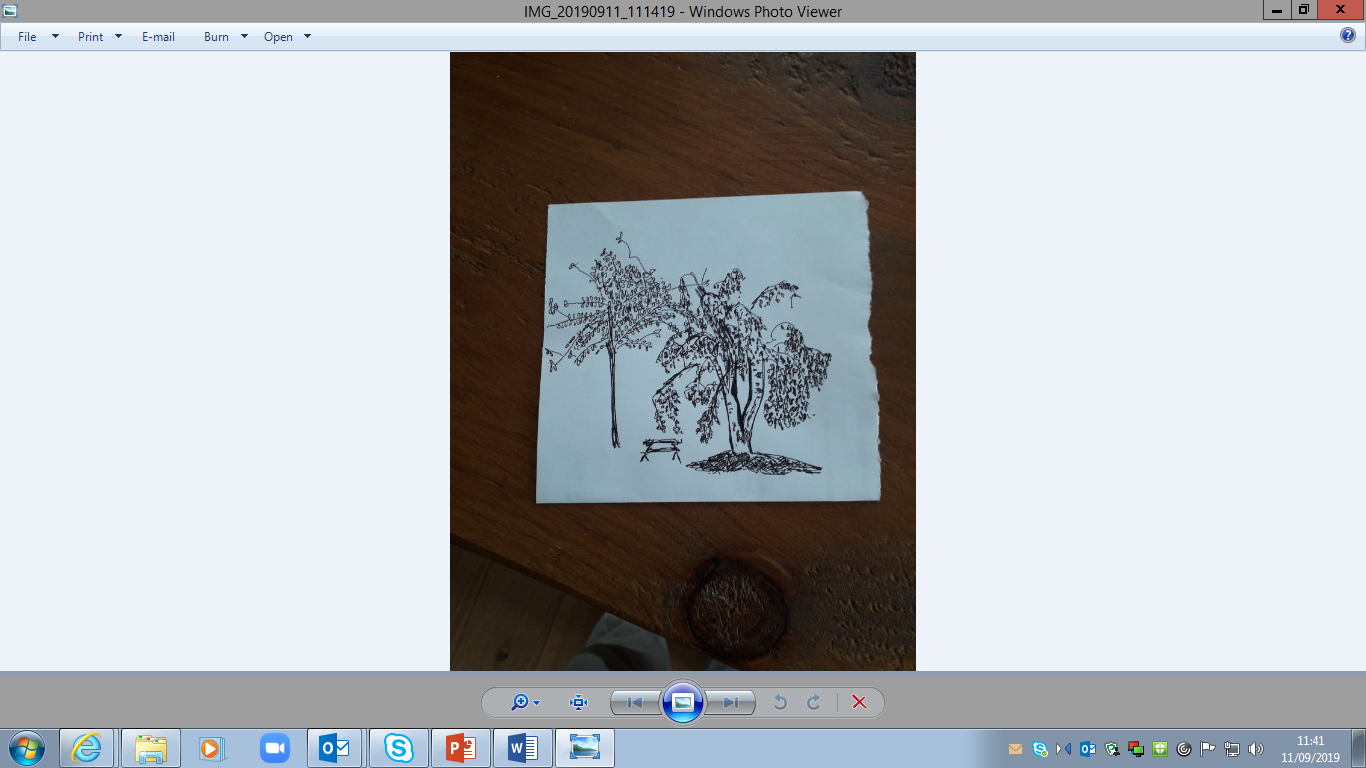 IMG_20190911_111419 - Windows Photo Viewer
File Print E-mail Burn Open
11:41
11/09/2019